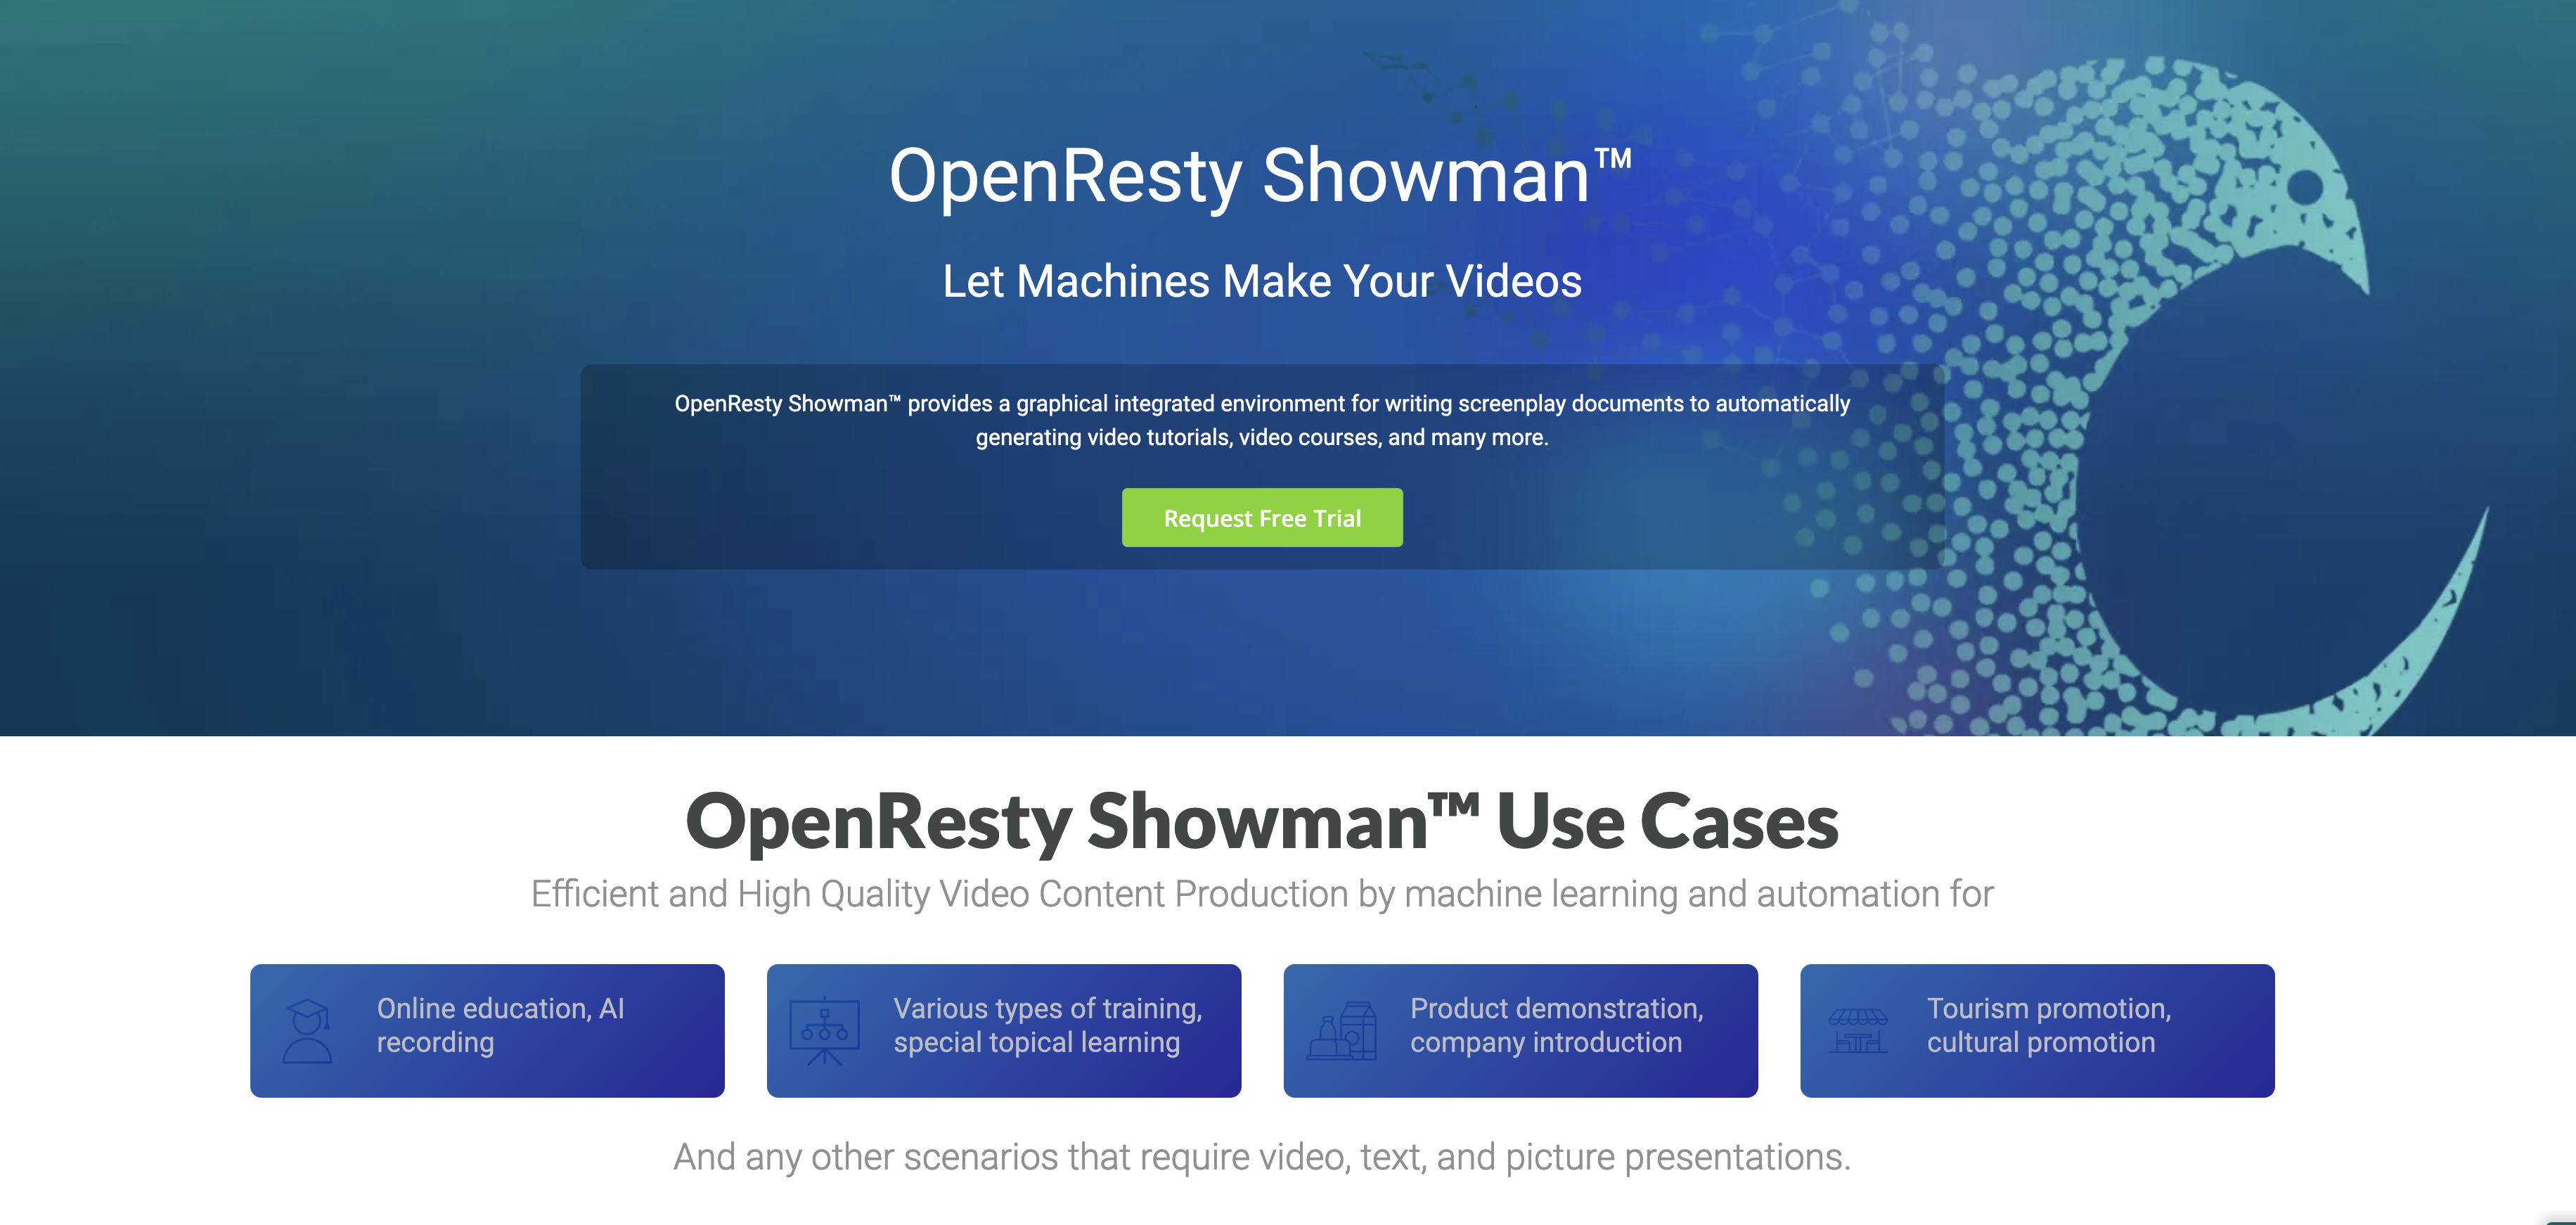 OpenResty Showman™
Let Machines Make Your Videos
OpenResty Showman™ provides a graphical integrated environment for writing screenplay documents to automatically
generating video tutorials, video courses, and many more.
Request Free Trial
OpenResty Showman™ Use Cases
Efficient and High Quality Video Content Production by machine learning and automation for
Online education, AI
recording
Various types of training,
special topical learning
Product demonstration,
company introduction
Tourism promotion,
cultural promotion
And any other scenarios that require video, text, and picture presentations.